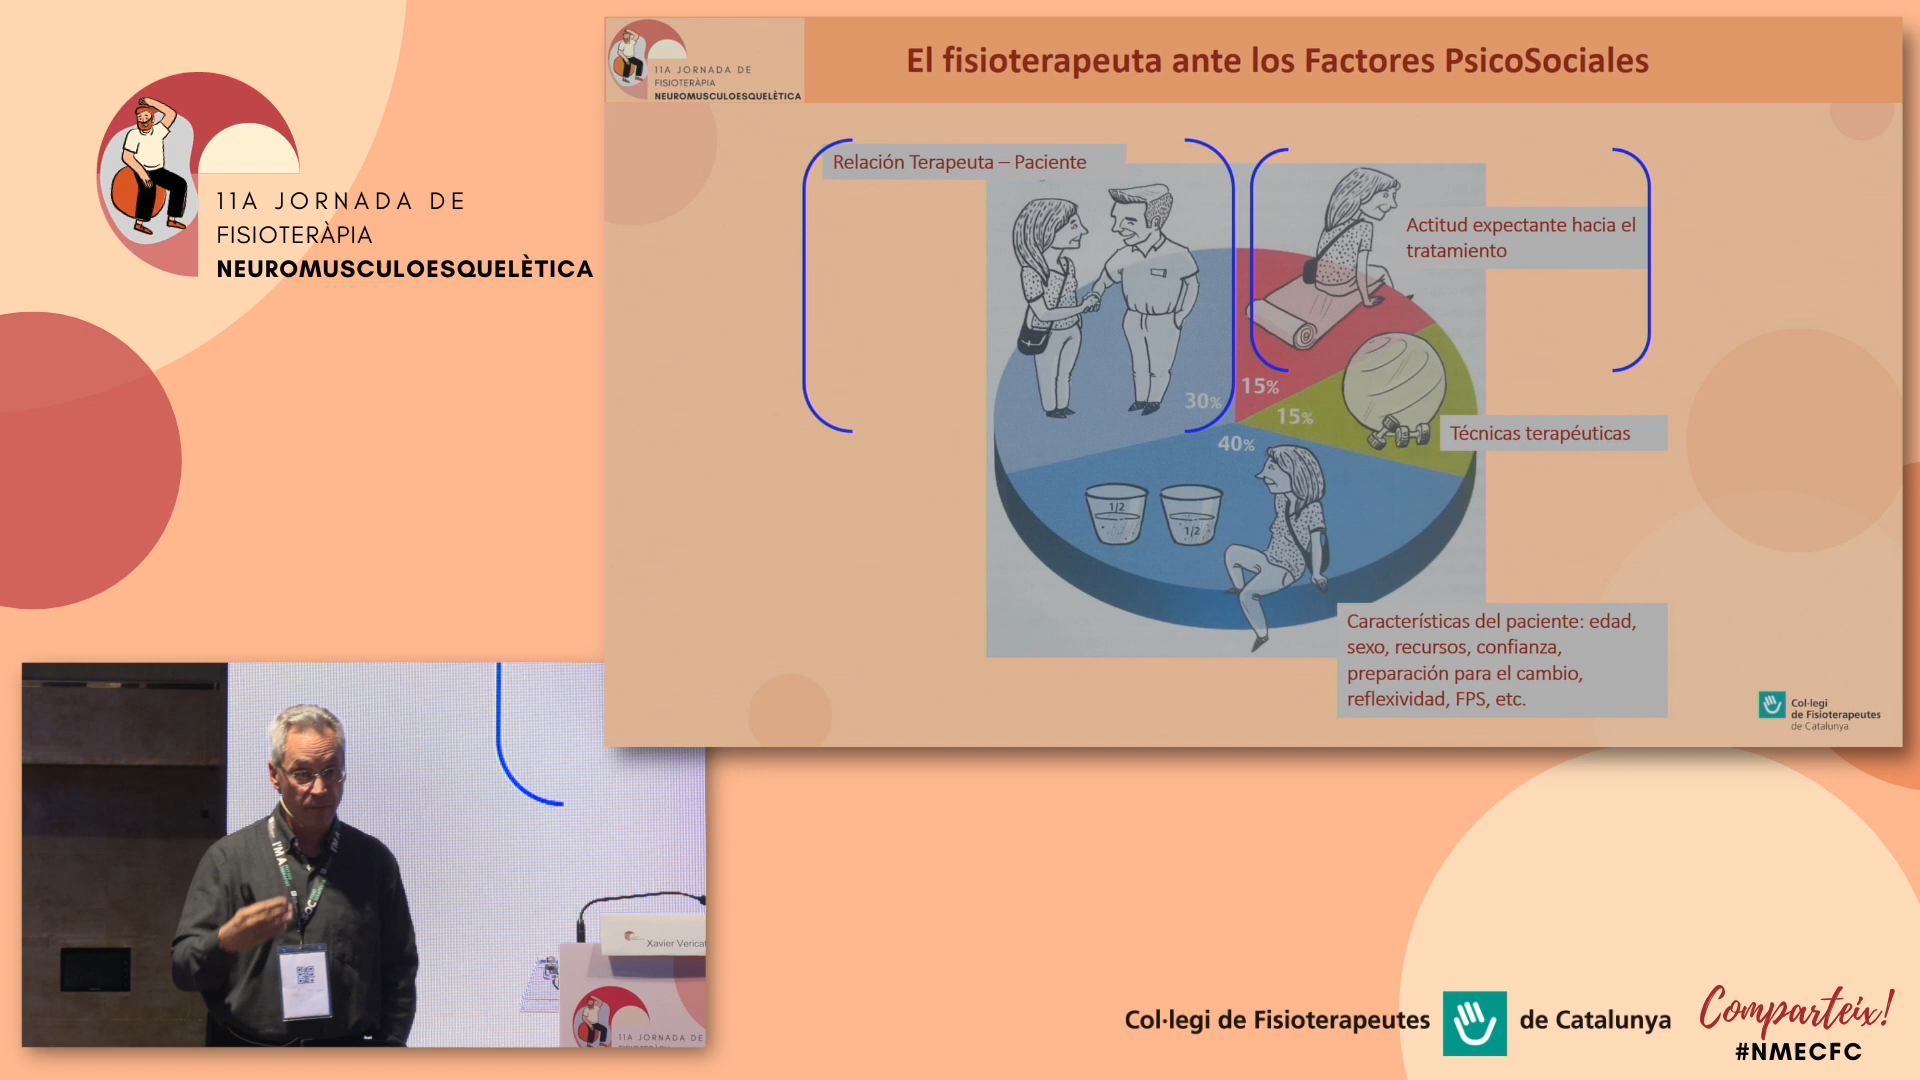 11A JORNADA DE
FISIOTERÀPIA
NEUROMUSCULOESQUELÈTICA
11A JORNADA DE
FISIOTERÀPIA
NEUROMUSCULOESQUELÈTICA
El fisioterapeuta ante los Factores PsicoSociales
Relación Terapeuta – Paciente
Actitud expectante hacia el
tratamiento
30%
15%
15%
40%
Técnicas terapéuticas
1/2
1/2
Características del paciente: edad,
sexo, recursos, confianza,
preparación para el cambio,
reflexividad, FPS, etc.
Col·legi
de Fisioterapeutes
de Catalunya
I'M A
Xavier Vericat
11A JORNADA DE
Col·legi de Fisioterapeutes de Catalunya
Comparteix!
#NMECFC